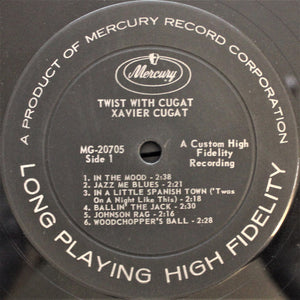 A PRODUCT OF MERCURY RECORD CORPORATION
Mercury
TWIST WITH CUGAT
XAVIER CUGAT
MG-20705
Side 1
A Custom High
Fidelity
Recording
1. IN THE MOOD - 2:38
2. JAZZ ME BLUES - 2:21
3. IN A LITTLE SPANISH TOWN ('Twas
On A Night Like This) - 2:48
4. BALLIN' THE JACK - 2:30
5. JOHNSON RAG - 2:16
6. WOODCHOPPER'S BALL - 2:28
LONG PLAYING HIGH FIDELITY